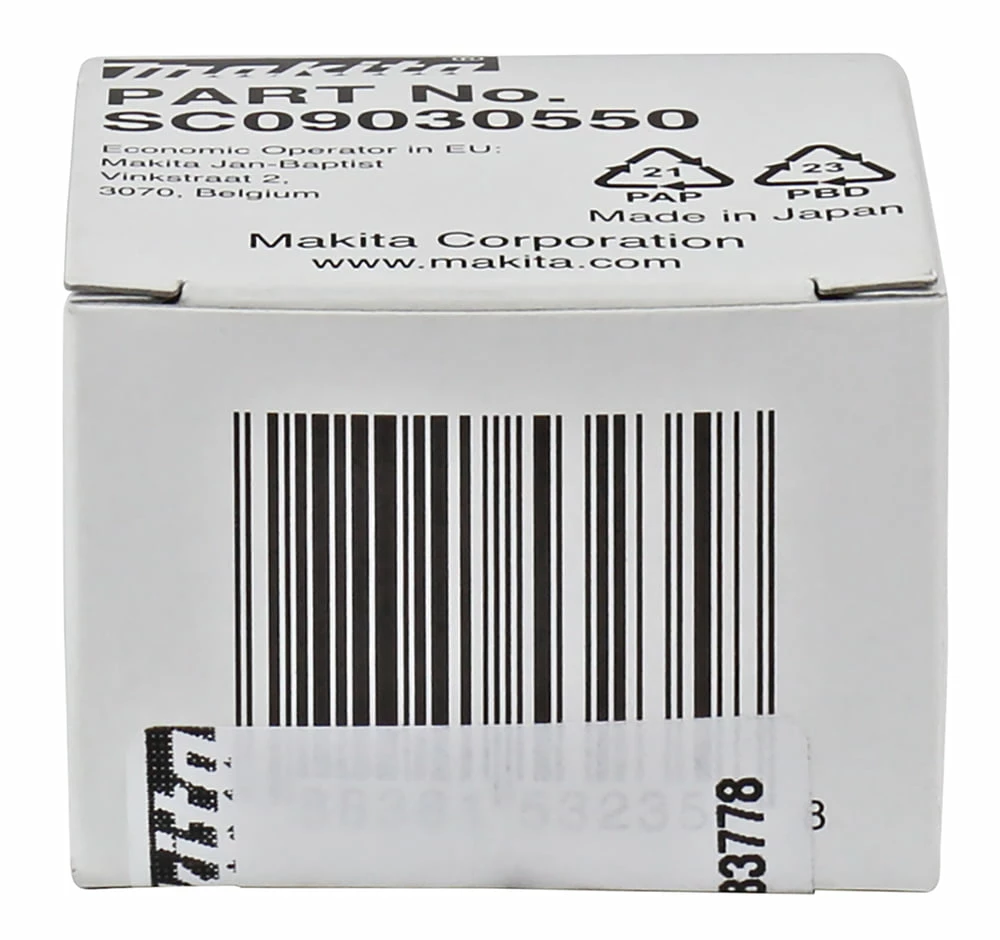 makita
PART No.
SC09030550
Economic Operator in EU:
Makita Jan-Baptist
Vinkstraat 2,
3070, Belgium
21
PAP
23
PBD
Made in Japan
Makita Corporation
www.makita.com
83778